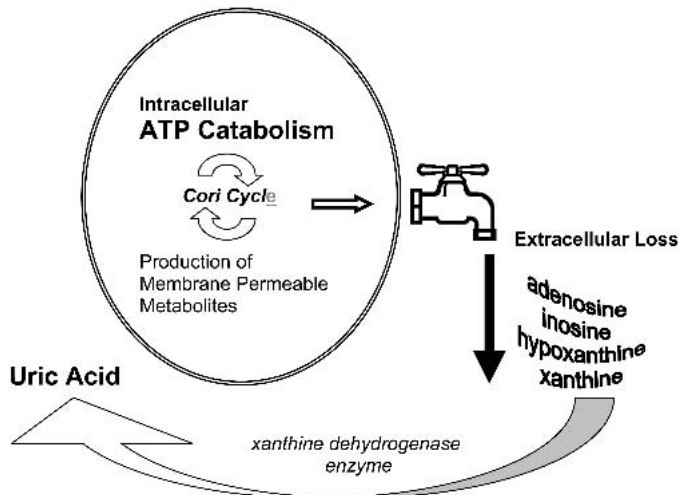 Intracellular
ATP Catabolism
Cori Cycle
Production of
Membrane Permeable
Metabolites
Extracellular Loss
adenosine
inosine
hypoxanthine
xanthine
Uric Acid
xanthine dehydrogenase
enzyme